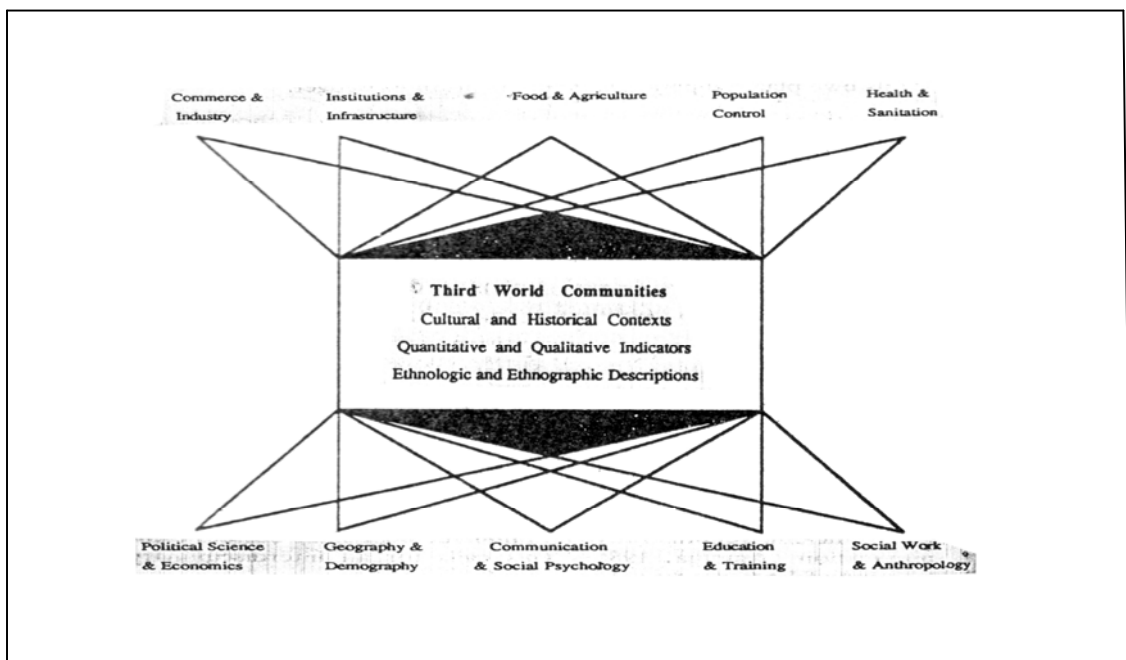 Commerce &
Industry
Institutions &
Infrastructure
Food & Agriculture
Population
Control
Health &
Sanitation
Third World Communities
Cultural and Historical Contexts
Quantitative and Qualitative Indicators
Ethnologic and Ethnographic Descriptions
Political Science
& Economics
Geography &
Demography
Communication
& Social Psychology
Education
& Training
Social Work
& Anthropology